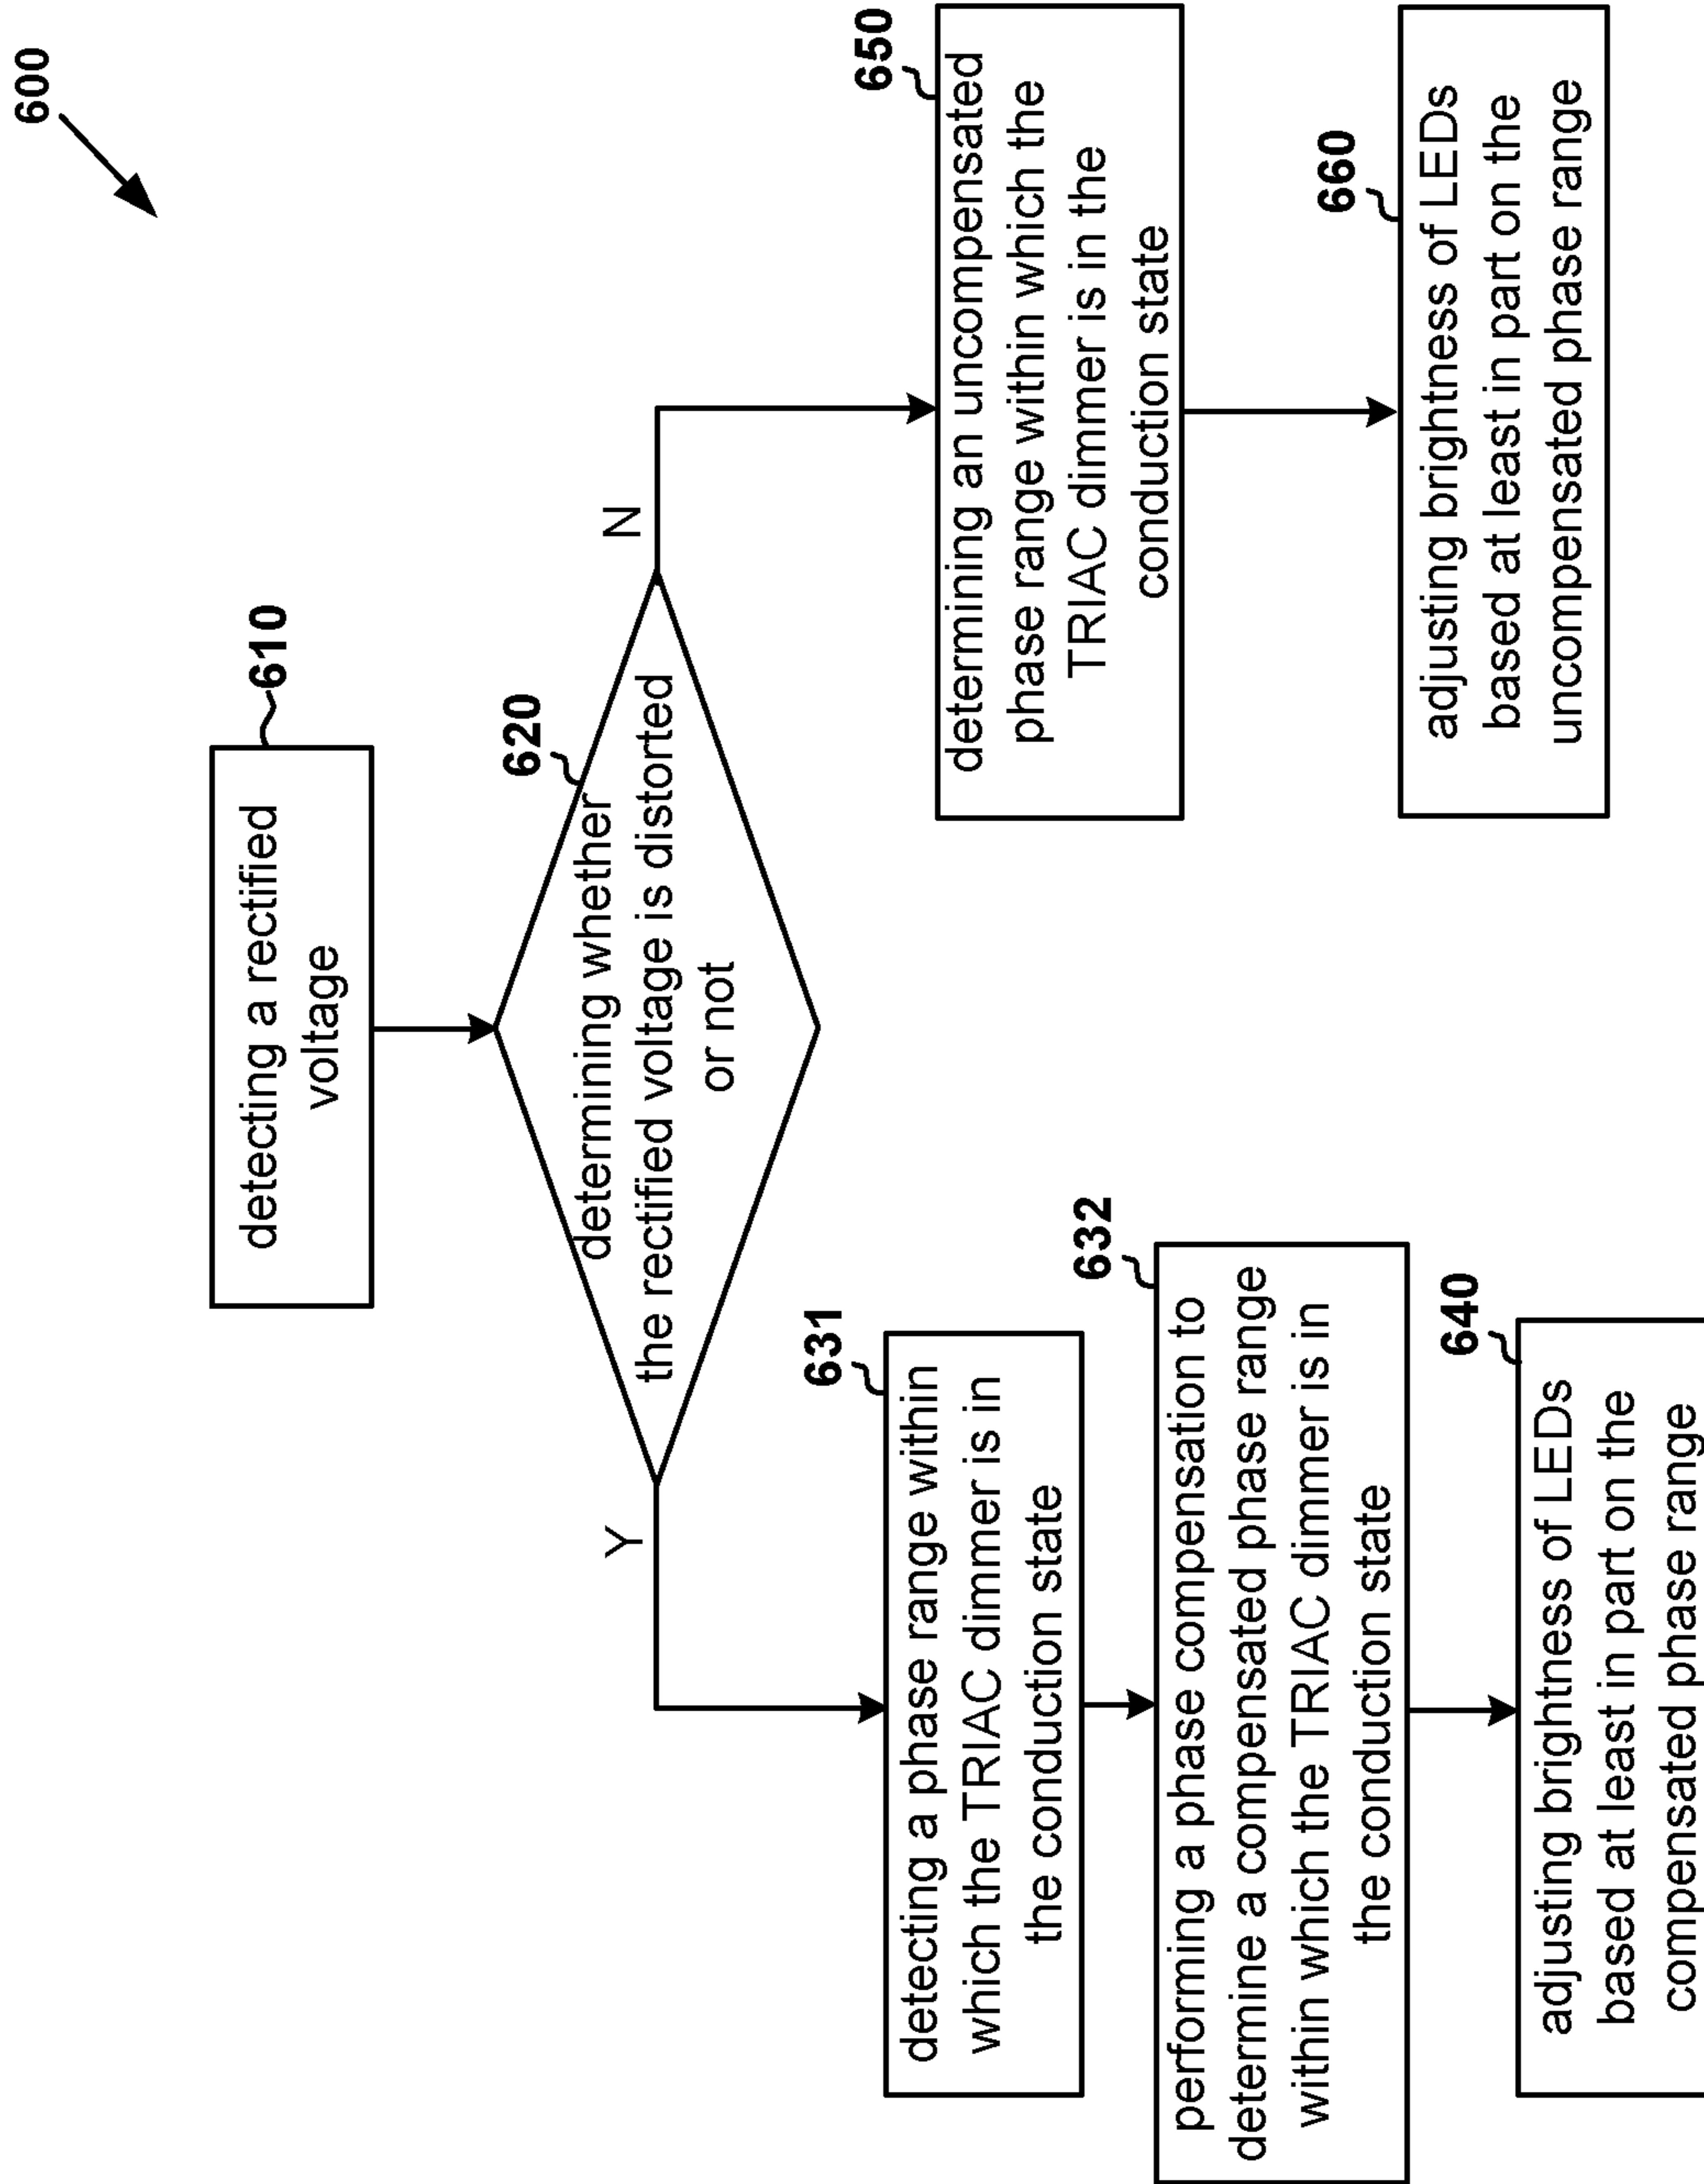 600
detecting a rectified
voltage
610
determining whether
the rectified voltage is distorted
or not
620
Y
N
detecting a phase range within
which the TRIAC dimmer is in
the conduction state
631
performing a phase compensation to
determine a compensated phase range
within which the TRIAC dimmer is in
the conduction state
632
adjusting brightness of LEDs
based at least in part on the
compensated phase range
640
determining an uncompensated
phase range within which the
TRIAC dimmer is in the
conduction state
650
adjusting brightness of LEDs
based at least in part on the
uncompensated phase range
660